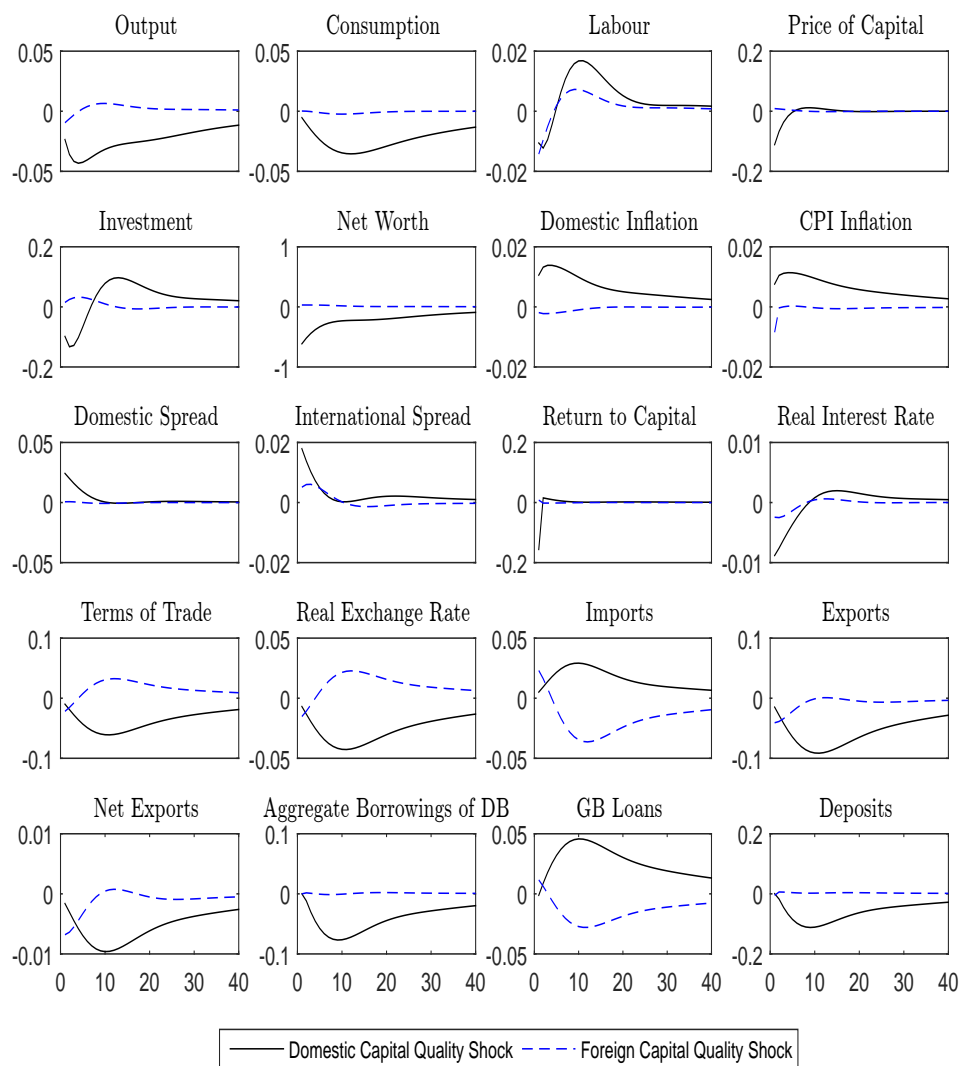 Output Consumption Labour Price of Capital
0.05 0.05 0.02 0.2
0 0 0 0
-0.05 -0.05 -0.02 -0.2
Investment Net Worth Domestic Inflation CPI Inflation
0.2 1 0.02 0.02
0 0 0 0
-0.2 -1 -0.02 -0.02
Domestic Spread International Spread Return to Capital Real Interest Rate
0.05 0.02 0.2 0.01
0 0 0 0
-0.05 -0.02 -0.2 -0.01
Terms of Trade Real Exchange Rate Imports Exports
0.1 0.05 0.05 0.1
0 0 0 0
-0.1 -0.05 -0.05 -0.1
Net Exports Aggregate Borrowings of DB GB Loans Deposits
0.01 0.1 0.05 0.2
0 0 0 0
-0.01 -0.1 -0.05 -0.2
0 10 20 30 40 0 10 20 30 40 0 10 20 30 40 0 10 20 30 40
Domestic Capital Quality Shock Foreign Capital Quality Shock